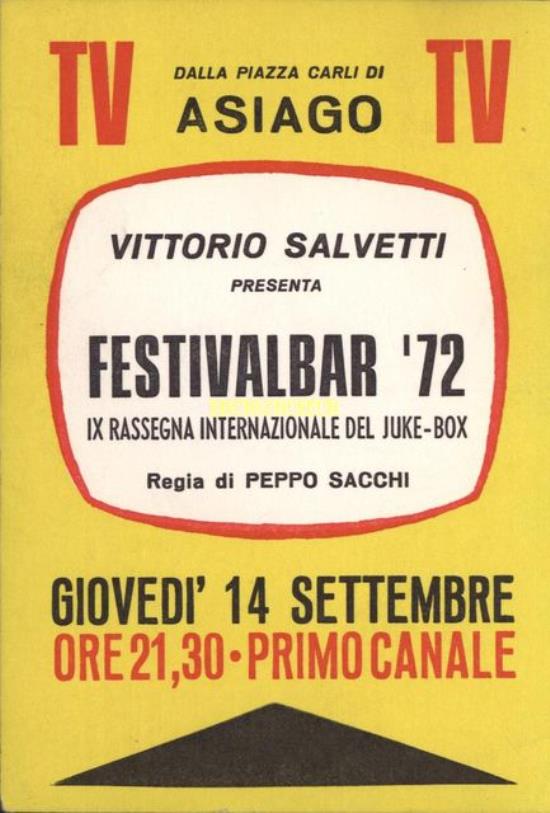 TV TV
DALLA PIAZZA CARLI DI
ASIAGO
VITTORIO SALVETTI
PRESENTA
FESTIVALBAR '72
IX RASSEGNA INTERNAZIONALE DEL JUKE-BOX
Regia di PEPPO SACCHI
GIOVEDI' 14 SETTEMBRE
ORE 21,30 • PRIMO CANALE